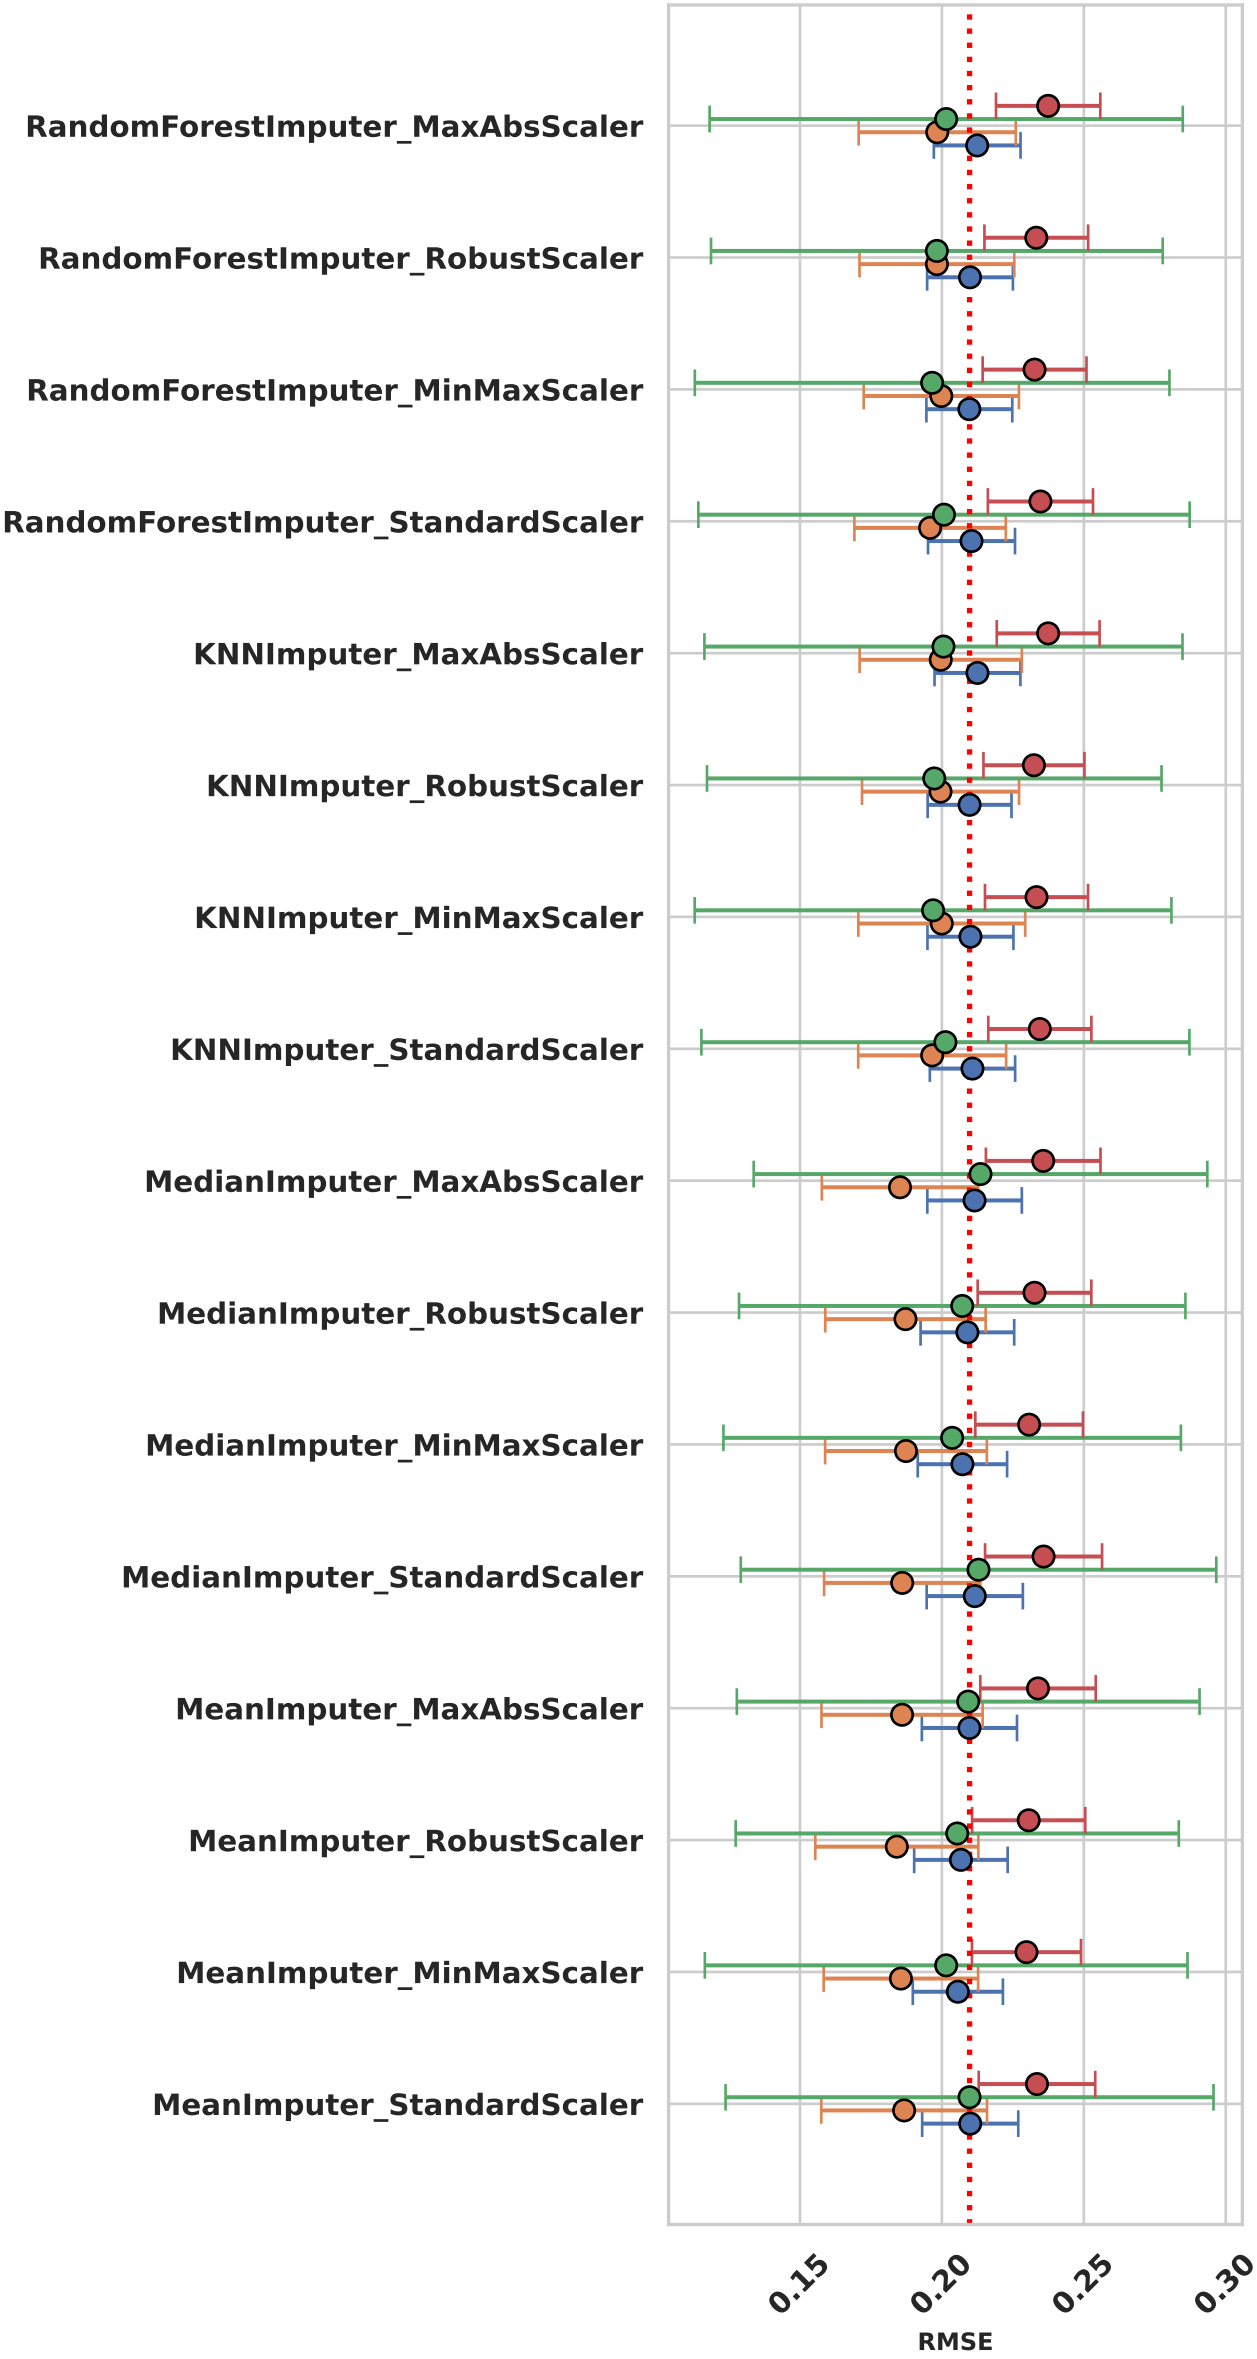 RandomForestImputer_MaxAbsScaler
RandomForestImputer_RobustScaler
RandomForestImputer_MinMaxScaler
RandomForestImputer_StandardScaler
KNNImputer_MaxAbsScaler
KNNImputer_RobustScaler
KNNImputer_MinMaxScaler
KNNImputer_StandardScaler
MedianImputer_MaxAbsScaler
MedianImputer_RobustScaler
MedianImputer_MinMaxScaler
MedianImputer_StandardScaler
MeanImputer_MaxAbsScaler
MeanImputer_RobustScaler
MeanImputer_MinMaxScaler
MeanImputer_StandardScaler
0.15 0.20 0.25 0.30
RMSE